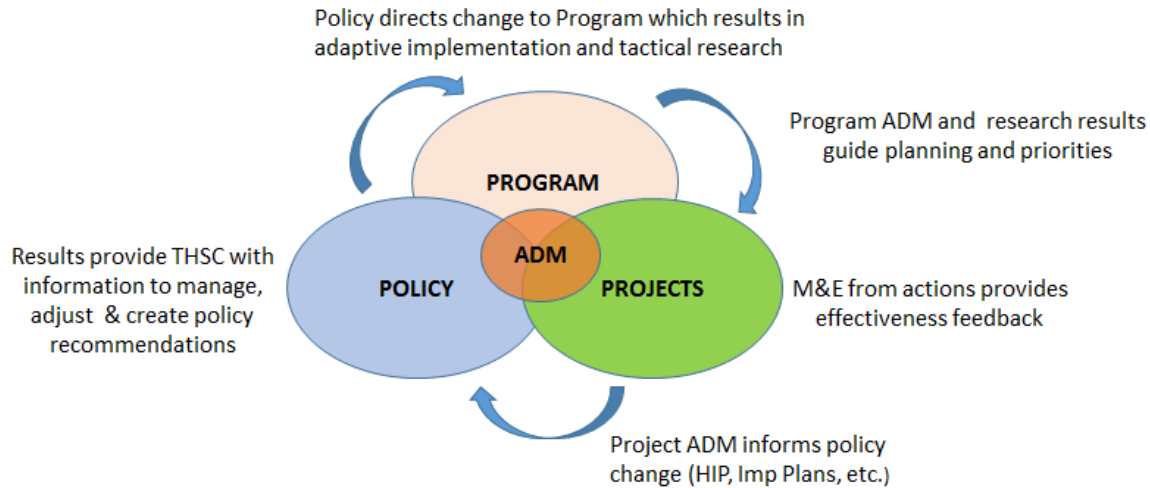 Policy directs change to Program which results in
adaptive implementation and tactical research
Program ADM and research results
guide planning and priorities
PROGRAM
ADM
POLICY
PROJECTS
Results provide THSC with
information to manage,
adjust & create policy
recommendations
M&E from actions provides
effectiveness feedback
Project ADM informs policy
change (HIP, Imp Plans, etc.)